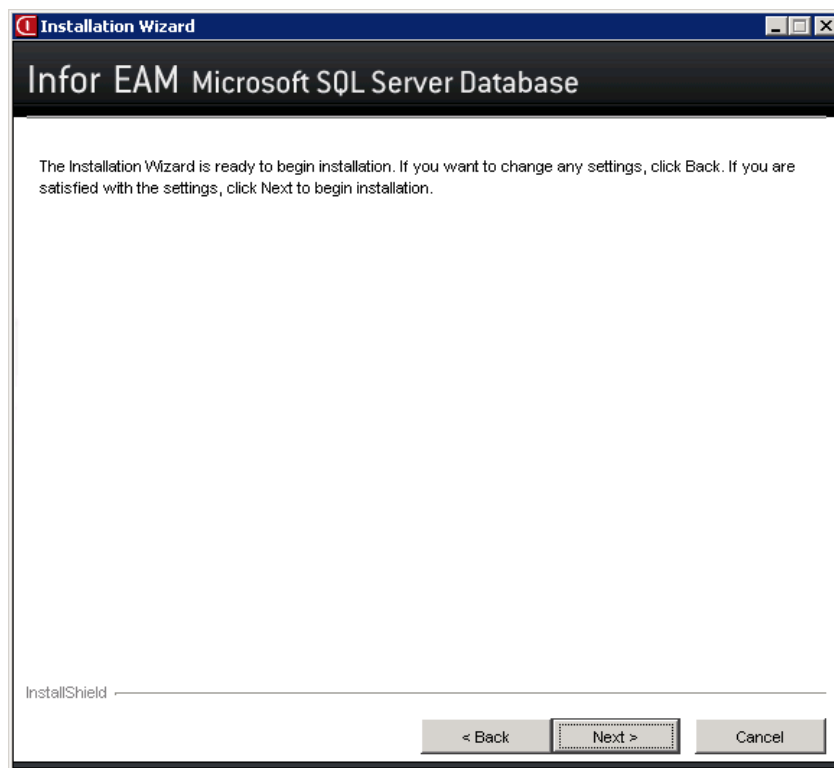 Installation Wizard
Infor EAM Microsoft SQL Server Database
The Installation Wizard is ready to begin installation. If you want to change any settings, click Back. If you are
satisfied with the settings, click Next to begin installation.
InstallShield
< Back Next > Cancel